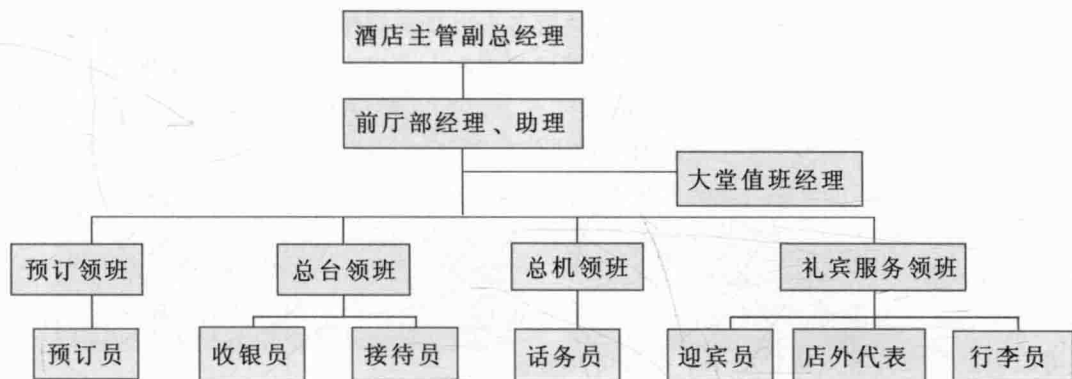 酒店主管副总经理
前厅部经理、助理
大堂值班经理
预订领班
总台领班
总机领班
礼宾服务领班
预订员
收银员
接待员
话务员
迎宾员
店外代表
行李员